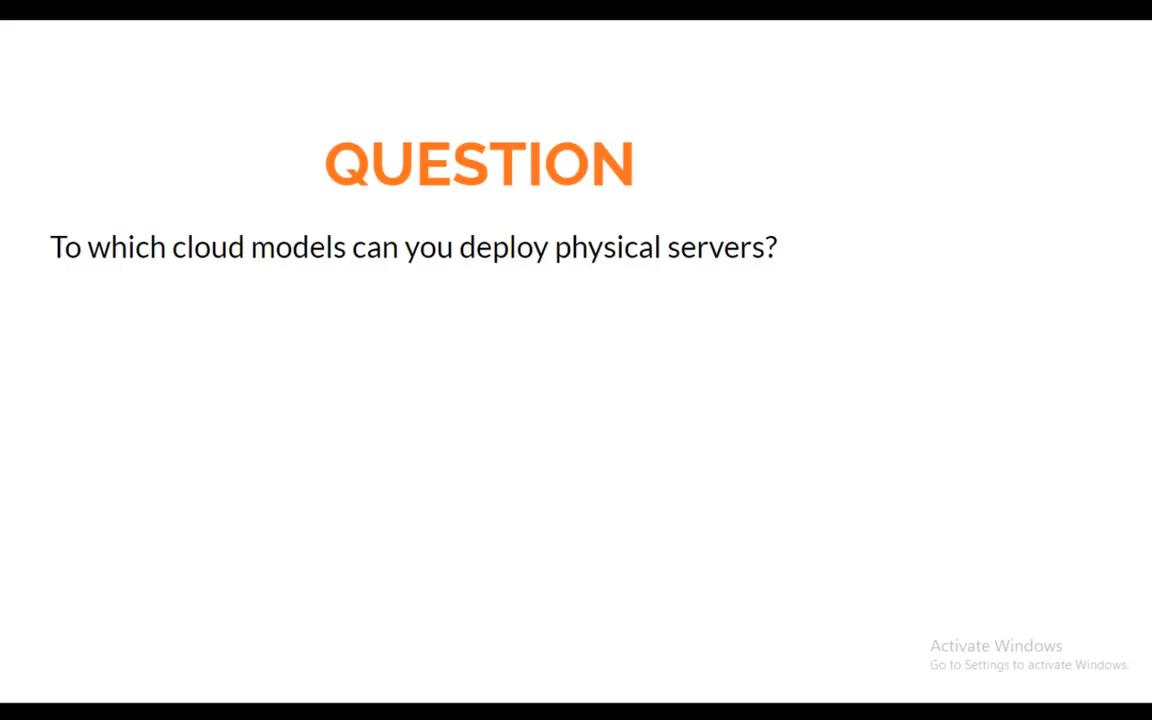 QUESTION
To which cloud models can you deploy physical servers?
Activate Windows
Go to Settings to activate Windows.